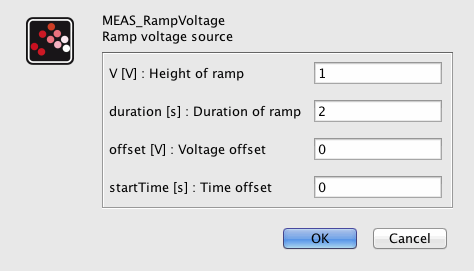 MEAS_RampVoltage
Ramp voltage source
V [V] : Height of ramp 1
duration [s] : Duration of ramp 2
offset [V] : Voltage offset 0
startTime [s] : Time offset 0
OK Cancel